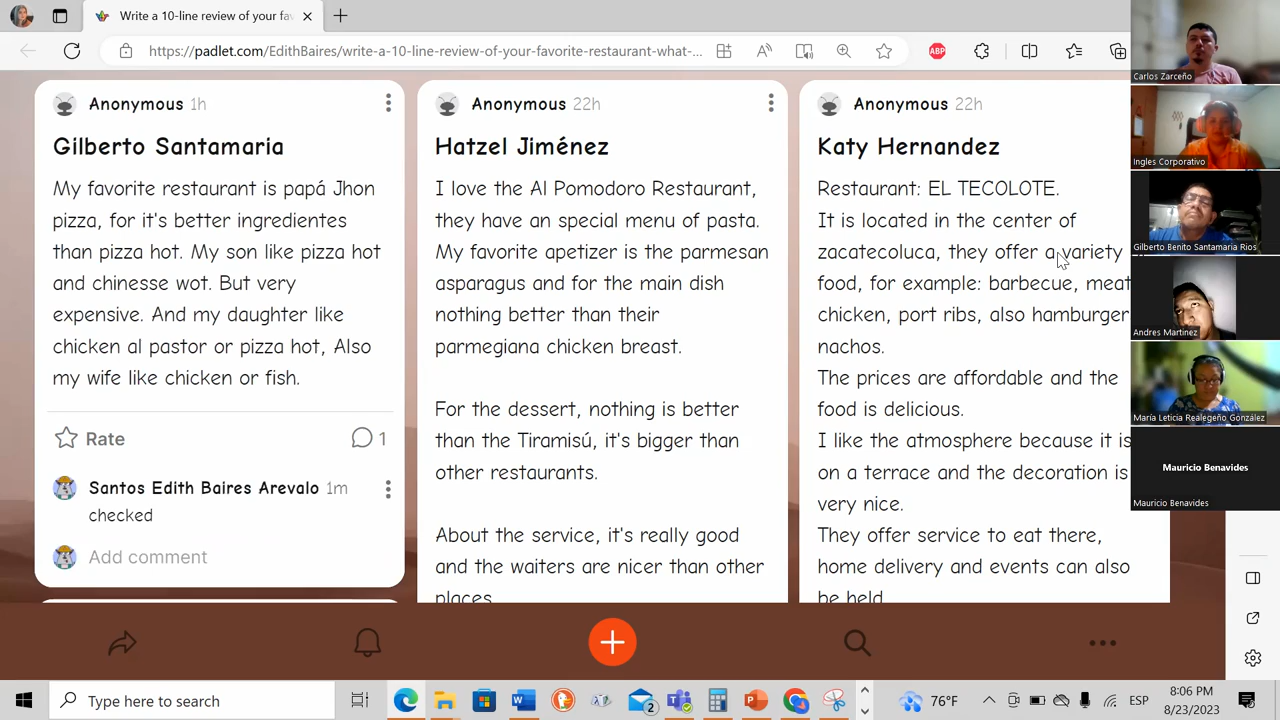 Write a 10-line review of your fa
https://padlet.com/EdithBaires/write-a-10-line-review-of-your-favorite-restaurant-what-...
ABP
Anonymous 1h
Gilberto Santamaria
My favorite restaurant is papá Jhon
pizza, for it's better ingredientes
than pizza hot. My son like pizza hot
and chinesse wot. But very
expensive. And my daughter like
chicken al pastor or pizza hot, Also
my wife like chicken or fish.
Rate
1
Santos Edith Baires Arevalo 1m
checked
Add comment
Anonymous 22h
Hatzel Jiménez
I love the Al Pomodoro Restaurant,
they have an special menu of pasta.
My favorite apetizer is the parmesan
asparagus and for the main dish
nothing better than their
parmegiana chicken breast.
For the dessert, nothing is better
than the Tiramisú, it's bigger than
other restaurants.
About the service, it's really good
and the waiters are nicer than other
places
Anonymous 22h
Katy Hernandez
Restaurant: EL TECOLOTE.
It is located in the center of
zacatecoluca, they offer a variety
food, for example: barbecue, meat
chicken, port ribs, also hamburger
nachos.
The prices are affordable and the
food is delicious.
I like the atmosphere because it is
on a terrace and the decoration is
very nice.
They offer service to eat there,
home delivery and events can also
be held
Carlos Zarceño
Ingles Corporativo
Gilberto Benito Santamaria Rios
Andres Martinez
María Leticia Realegeño González
Mauricio Benavides
Mauricio Benavides
Type here to search
2
76°F
ESP
8:06 PM
8/23/2023